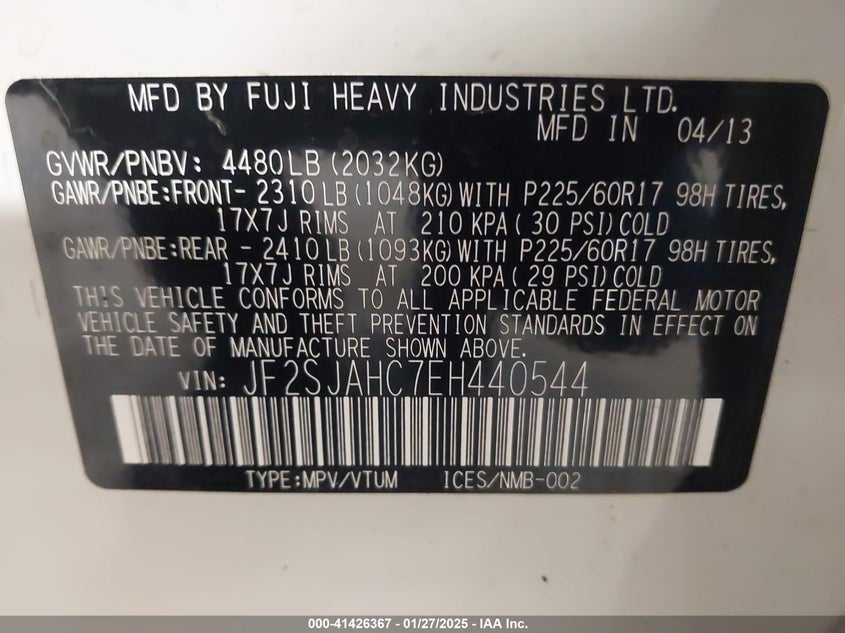 MFD BY FUJI HEAVY INDUSTRIES LTD.
MFD IN 04/13
GVWR/PNBV: 4480LB(2032KG)
GAWR/PNBE:FRONT- 2310LB(1048KG)WITH P225/60R17 98H TIRES,
17X7J RIMS AT 210 KPA( 30 PSI)COLD
GAWR/PNBE:REAR - 2410LB(1093KG)WITH P225/60R17 98H TIRES,
17X7J RIMS AT 200 KPA( 29 PSI)COLD
THIS VEHICLE CONFORMS TO ALL APPLICABLE FEDERAL MOTOR
VEHICLE SAFETY AND THEFT PREVENTION STANDARDS IN EFFECT ON
THE DATE OF MANUFACTURE SHOWN ABOVE.
VIN: JF2SJAHC7EH440544
TYPE:MPV/VTUM ICES/NMB-002
000-41426367 - 01/27/2025 - IAA Inc.